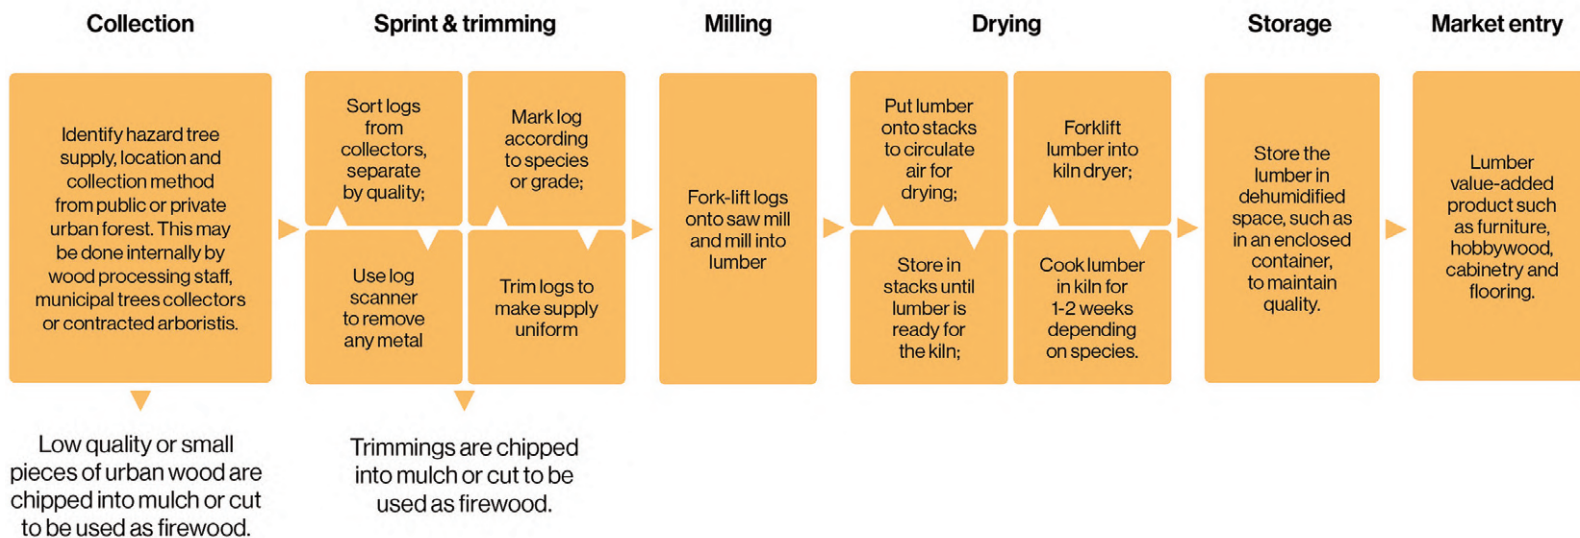 Collection
Identify hazard tree
supply, location and
collection method
from public or private
urban forest. This may
be done internally by
wood processing staff,
municipal trees collectors
or contracted arboristis.
Low quality or small
pieces of urban wood are
chipped into mulch or cut
to be used as firewood.
Sprint & trimming
Sort logs
from
collectors,
separate
by quality;
Use log
scanner
to remove
any metal
Mark log
according
to species
or grade;
Trim logs to
make supply
uniform
Trimmings are chipped
into mulch or cut to be
used as firewood.
Milling
Fork-lift logs
onto saw mill
and mill into
lumber
Drying
Put lumber
onto stacks
to circulate
air for
drying;
Store in
stacks until
lumber is
ready for
the kiln;
Forklift
lumber into
kiln dryer;
Cook lumber
in kiln for
1-2 weeks
depending
on species.
Storage
Store the
lumber in
dehumidified
space, such as
in an enclosed
container,
to maintain
quality.
Market entry
Lumber
value-added
product such
as furniture,
hobbywood,
cabinetry and
flooring.